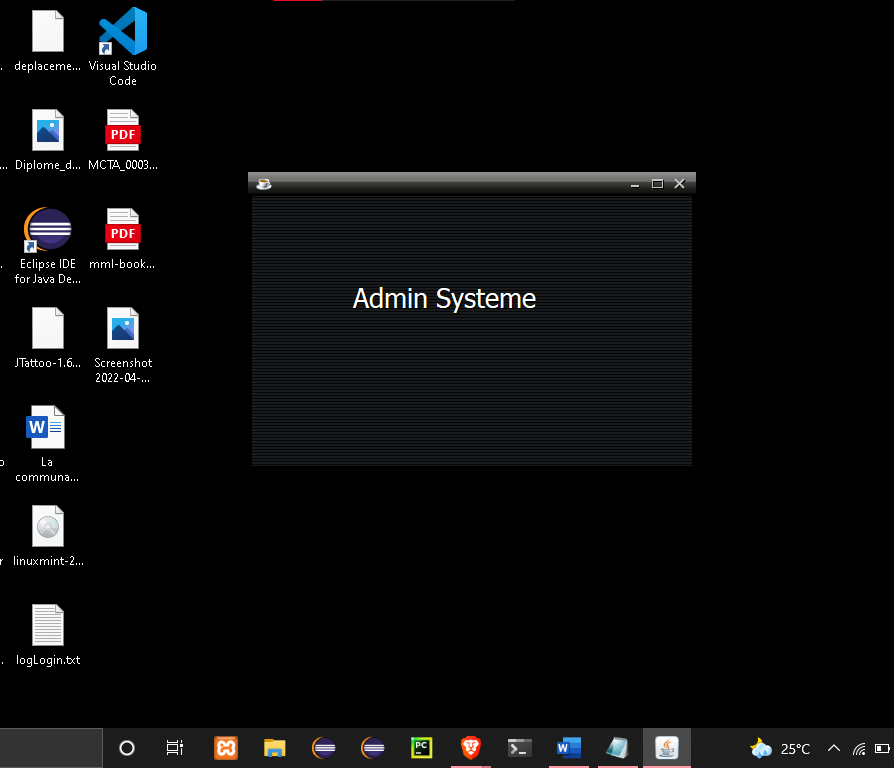 deplaceme...
Visual Studio
Code
Diplome_d...
PDF
MCTA_0003...
Eclipse IDE
for Java De...
PDF
mml-book...
JTattoo-1.6...
Screenshot
2022-04-...
W
La
communa...
linuxmint-2...
logLogin.txt
Admin Systeme
PC
W
25°C